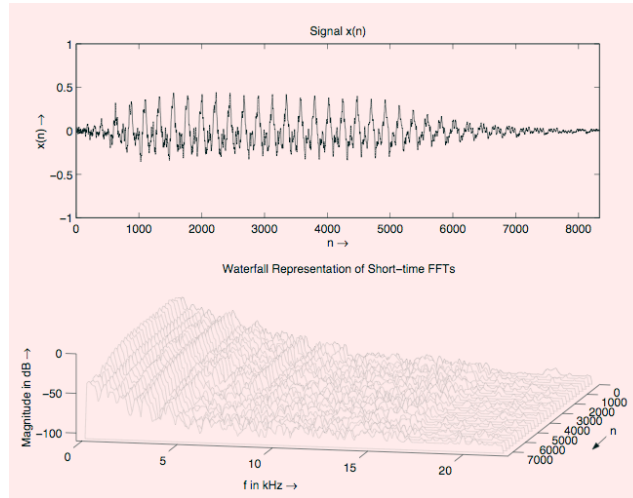 Signal x(n)
1
0.5
0
−0.5
−1
x(n) →
0 1000 2000 3000 4000 5000 6000 7000 8000
n →
Waterfall Representation of Short−time FFTs
0
−50
−100
Magnitude in dB →
0 5 10 15 20
f in kHz →
0
1000
2000
3000
4000
5000
6000
7000
n
←